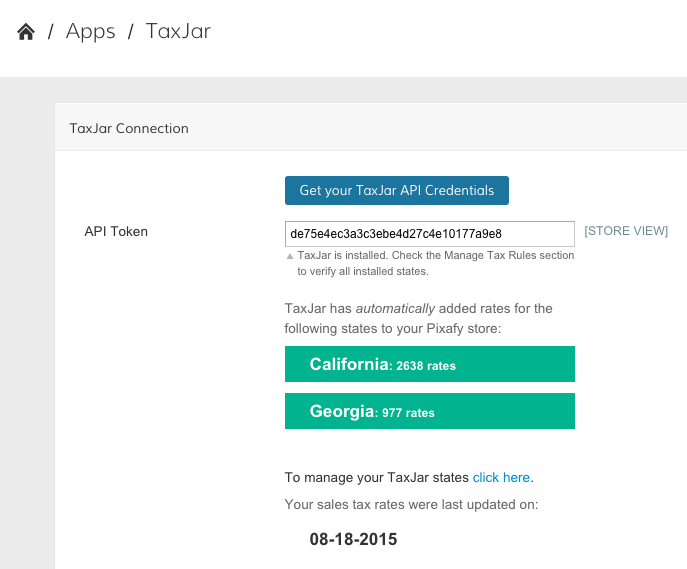 / Apps / TaxJar
TaxJar Connection
Get your TaxJar API Credentials
API Token
de75e4ec3a3c3ebe4d27c4e10177a9e8
[STORE VIEW]
TaxJar is installed. Check the Manage Tax Rules section
to verify all installed states.
TaxJar has automatically added rates for the
following states to your Pixafy store:
California: 2638 rates
Georgia: 977 rates
To manage your TaxJar states click here.
Your sales tax rates were last updated on:
08-18-2015